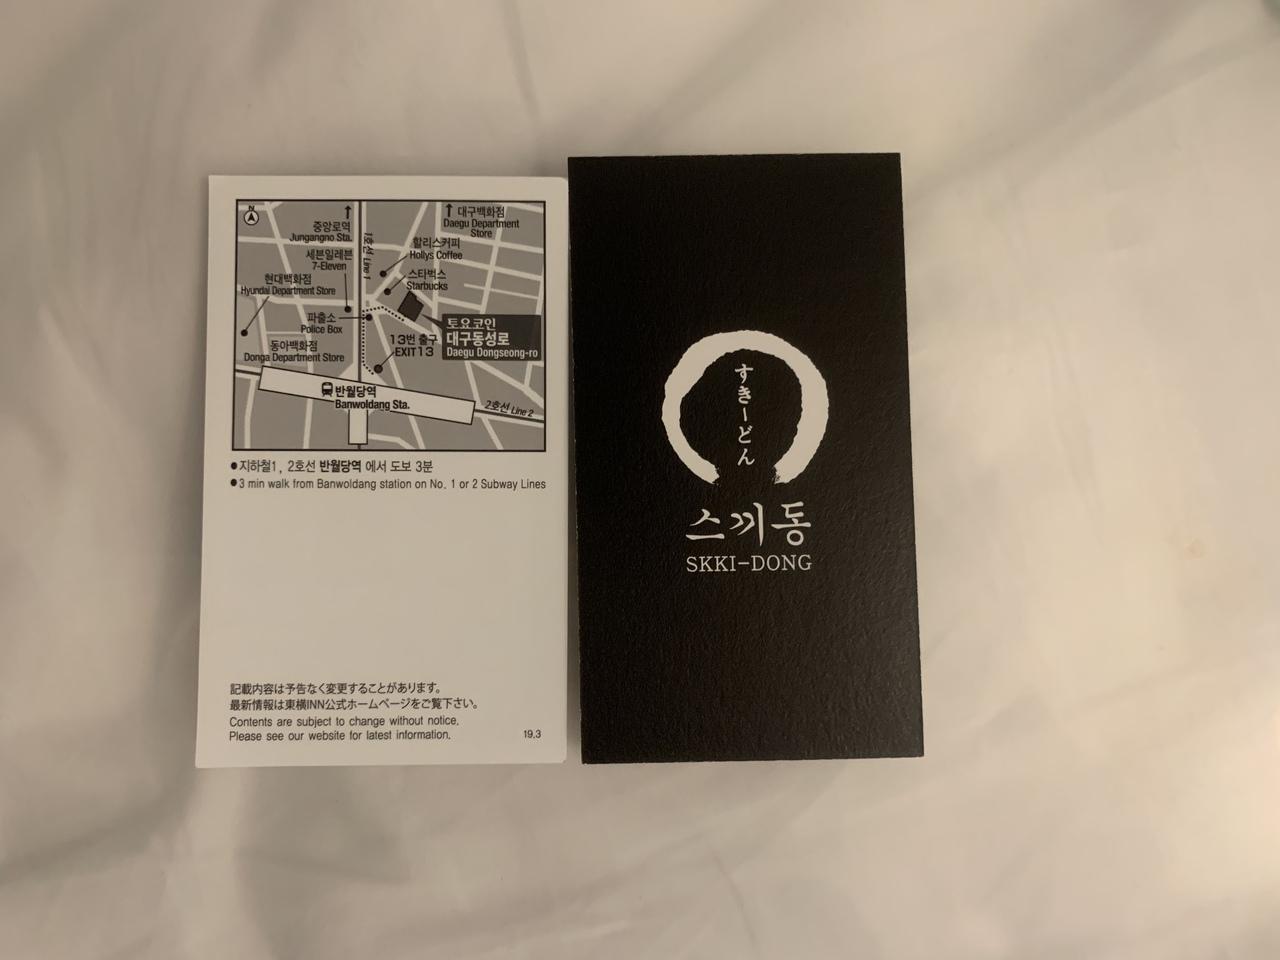 N
중앙로역
Jungangno Sta.
1호선 Line 1
대구백화점
Daegu Department
Store
할리스커피
Hollys Coffee
세븐일레븐
7-Eleven
스타벅스
Starbucks
현대백화점
Hyundai Department Store
파출소
Police Box
토요코인
대구동성로
Daegu Dongseong-ro
13번 출구
EXIT13
동아백화점
Donga Department Store
반월당역
Banwoldang Sta.
2호선 Line 2
●지하철1, 2호선 반월당역 에서 도보 3분
●3 min walk from Banwoldang station on No. 1 or 2 Subway Lines
記載内容は予告なく変更することがあります。
最新情報は東横INN公式ホームページをご覧下さい。
Contents are subject to change without notice.
Please see our website for latest information.
19.3
すきーどん
스끼동
SKKI-DONG